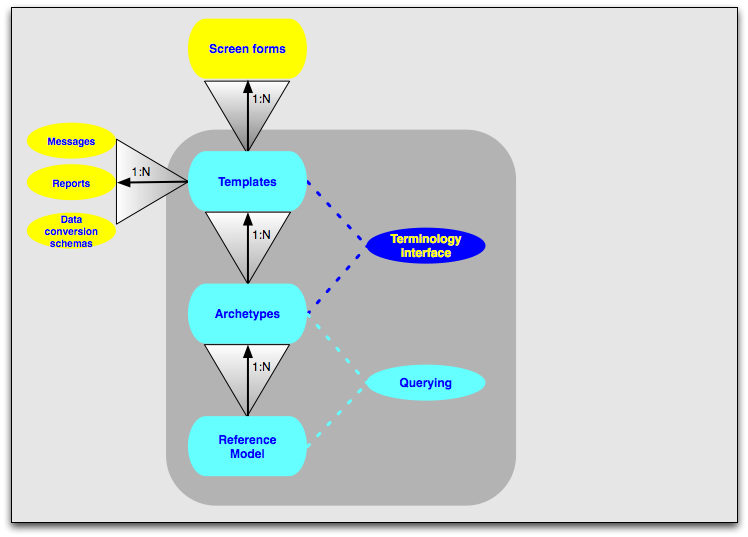 Screen forms
1:N
Messages
1:N
Reports
Templates
Data
conversion
schemas
1:N
Terminology
Interface
Archetypes
1:N
Querying
Reference
Model